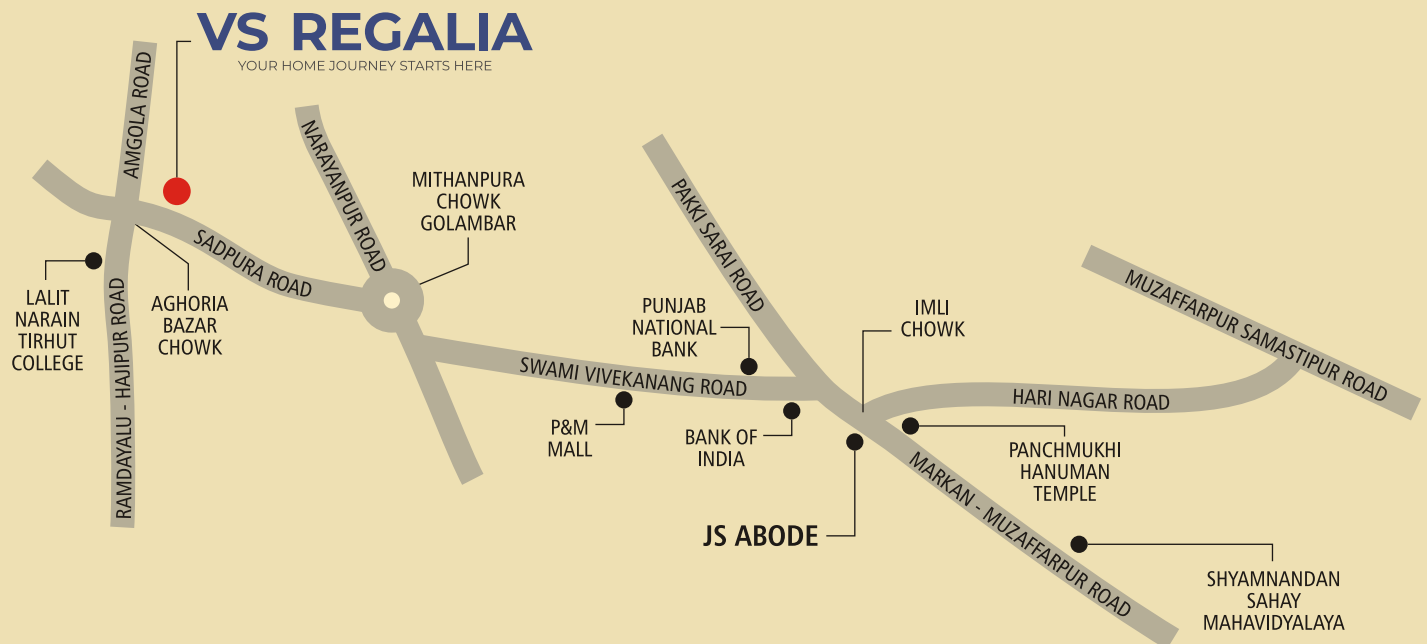 VS REGALIA
YOUR HOME JOURNEY STARTS HERE
AMGOLA ROAD
NARAYANPUR ROAD
MITHANPURA
CHOWK
GOLAMBAR
PAKKI SARAI ROAD
SADPURA ROAD
LALIT
NARAIN
TIRHUT
COLLEGE
RAMDAYALU - HAJIPUR ROAD
AGHORIA
BAZAR
CHOWK
PUNJAB
NATIONAL
BANK
IMLI
CHOWK
MUZAFFARPUR SAMASTIPUR ROAD
SWAMI VIVEKANANG ROAD
HARI NAGAR ROAD
P&M
MALL
BANK OF
INDIA
PANCHMUKHI
HANUMAN
TEMPLE
JS ABODE
MARKAN - MUZAFFARPUR ROAD
SHYAMNANDAN
SAHAY
MAHAVIDYALAYA